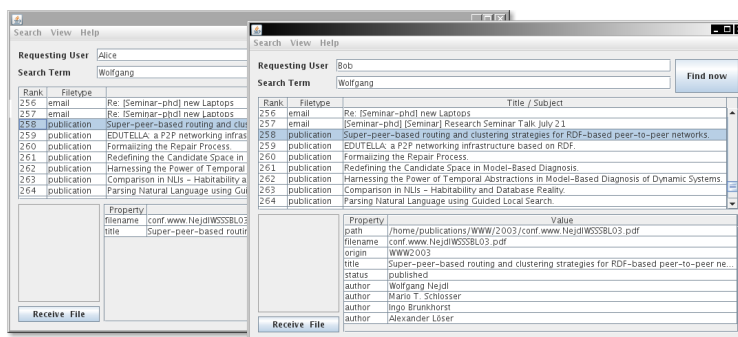 Search View Help
Requesting User Alice
Search Term Wolfgang
Rank Filetype
256 email Re: [Seminar-phd] new Laptops
257 email Re: [Seminar-phd] new Laptops
258 publication Super-peer-based routing and clus
259 publication EDUTELLA: a P2P networking infras
260 publication Formaiizing the Repair Process.
261 publication Redefining the Candidate Space in
262 publication Harnessing the Power of Temporal
263 publication Comparison in NLIs - Habitability a
264 publication Parsing Natural Language using Gui
Property
filename conf.www.NejdlWSSSBL03
title Super-peer-based routin
Receive File
Search View Help
Requesting User Bob
Search Term Wolfgang
Find now
Rank Filetype Title / Subject
256 email Re: [Seminar-phd] new Laptops
257 email [Seminar-phd] [Seminar] Research Seminar Talk July 21
258 publication Super-peer-based routing and clustering strategies for RDF-based peer-to-peer networks.
259 publication EDUTELLA: a P2P networking infrastructure based on RDF.
260 publication Formaiizing the Repair Process.
261 publication Redefining the Candidate Space in Model-Based Diagnosis.
262 publication Harnessing the Power of Temporal Abstractions in Model-Based Diagnosis of Dynamic Systems.
263 publication Comparison in NLIs - Habitability and Database Reality.
264 publication Parsing Natural Language using Guided Local Search.
Property Value
path /home/publications/WWW/2003/conf.www.NejdlWSSSBL03.pdf
filename conf.www.NejdlWSSSBL03.pdf
origin WWW2003
title Super-peer-based routing and clustering strategies for RDF-based peer-to-peer ne...
status published
author Wolfgang Nejdl
author Mario T. Schlosser
author Ingo Brunkhorst
author Alexander Löser
Receive File